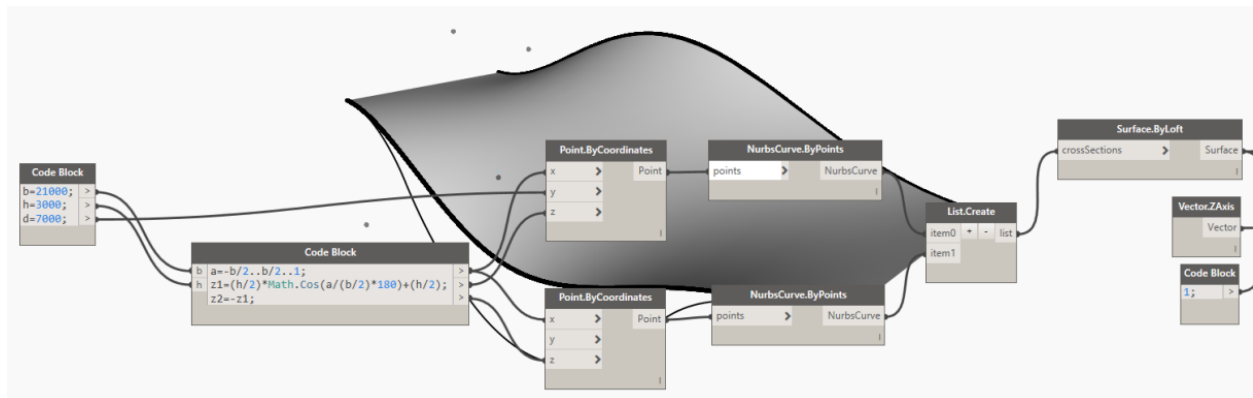 Code Block
b=21000; >
h=3000; >
d=7000; >
Code Block
b a=-b/2..b/2..1; >
h z1=(h/2)*Math.Cos(a/(b/2)*180)+(h/2); >
z2=-z1; >
Point.ByCoordinates
x > Point
y >
z >
NurbsCurve.ByPoints
points > NurbsCurve
Point.ByCoordinates
x > Point
y >
z >
NurbsCurve.ByPoints
points > NurbsCurve
List.Create
item0 + - list
item1
Surface.ByLoft
crossSections > Surface
Vector.ZAxis
Vector
Code Block
1; >